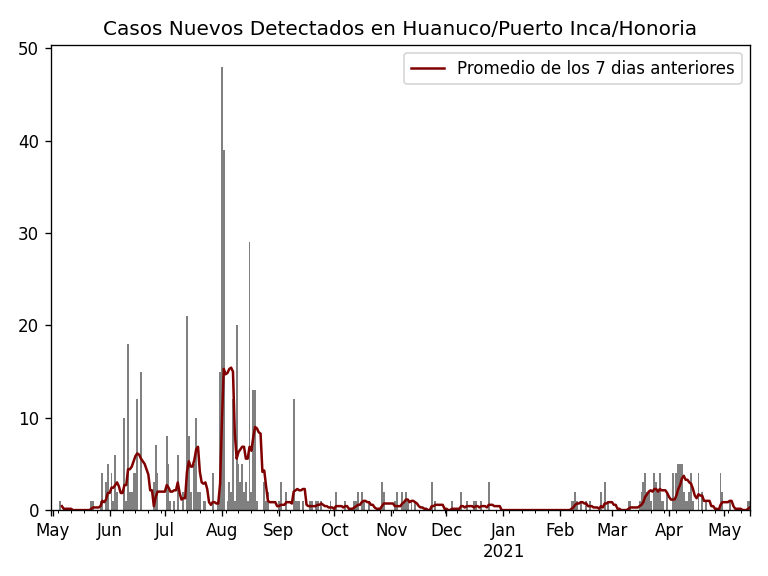 Casos Nuevos Detectados en Huanuco/Puerto Inca/Honoria
Promedio de los 7 dias anteriores
50
40
30
20
10
0
May Jun Jul Aug Sep Oct Nov Dec Jan Feb Mar Apr May
2021